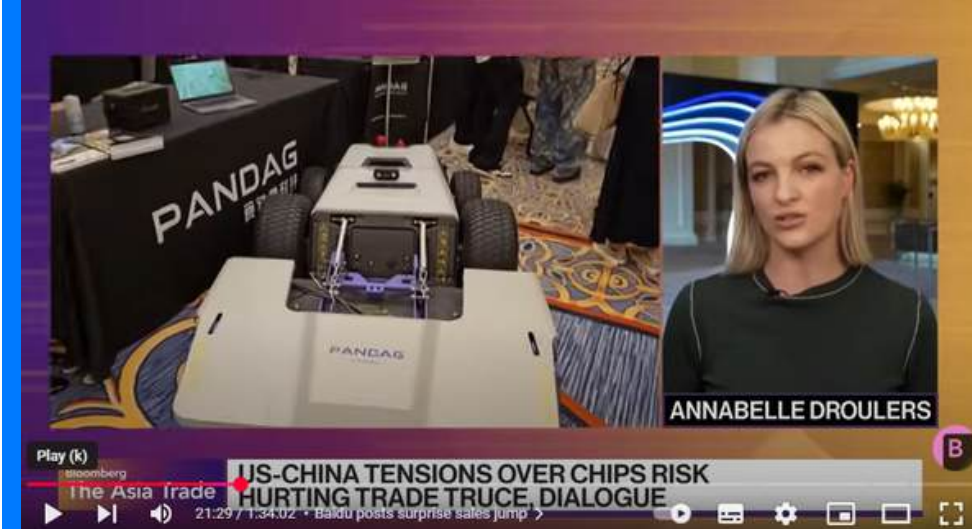 PANDAG
PANDAG
ANNABELLE DROULERS
B
Play (k)
Bloomberg
The Asia Trade
US-CHINA TENSIONS OVER CHIPS RISK
HURTING TRADE TRUCE, DIALOGUE
21:29 / 1:34:02 • Baidu posts surprise sales jump >